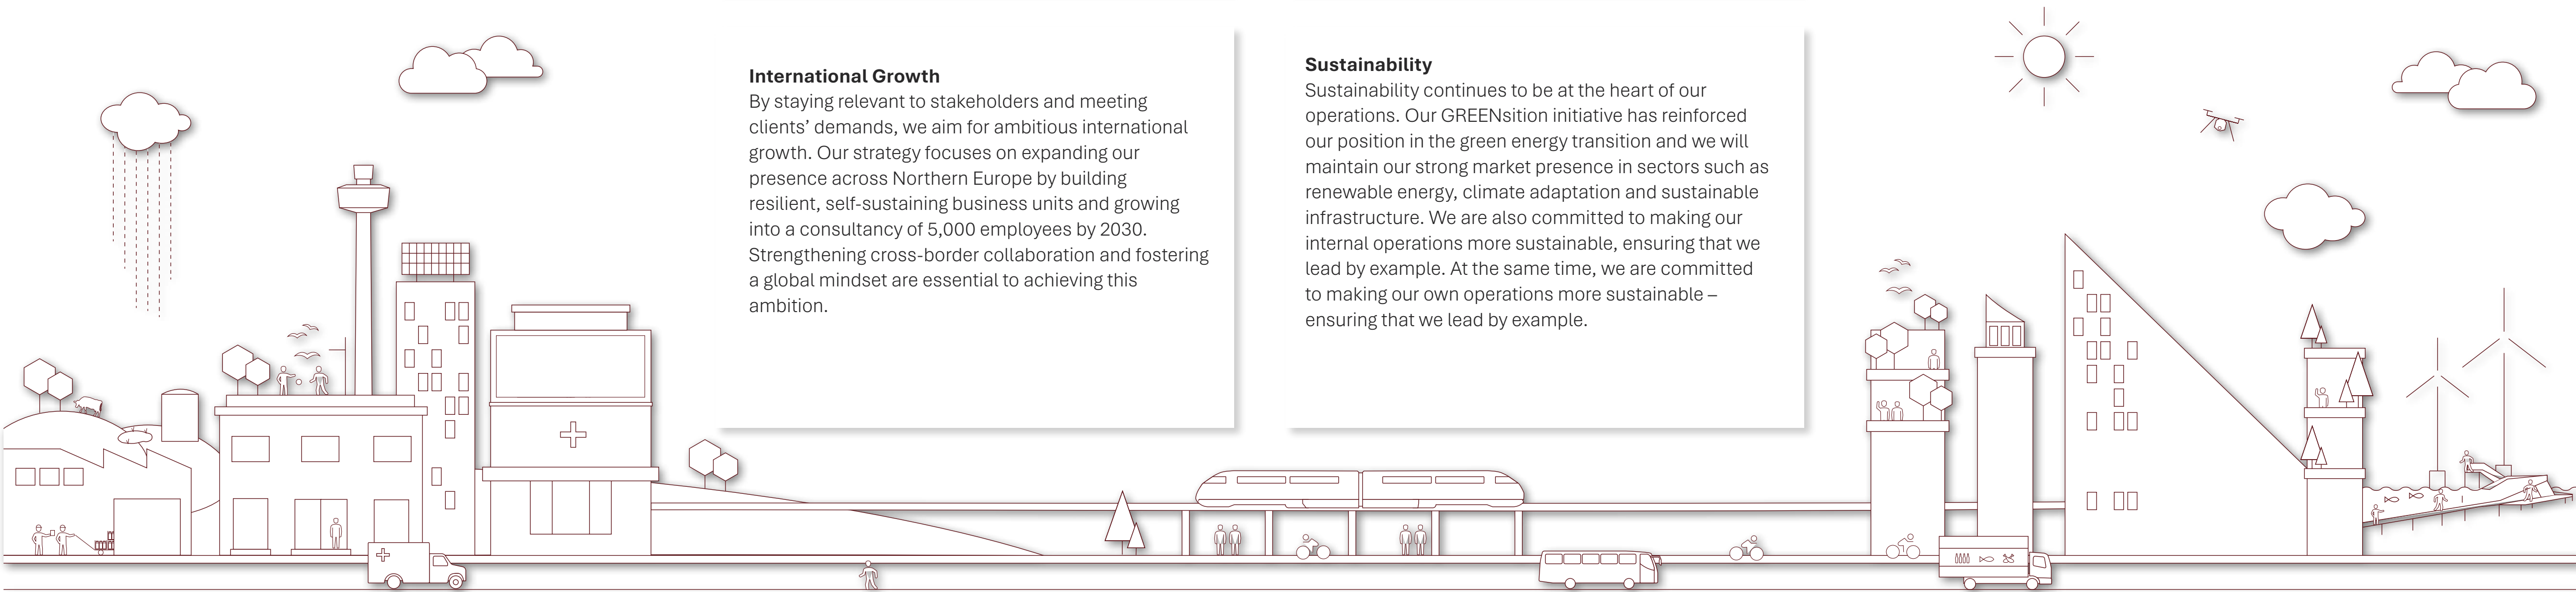 International Growth
By staying relevant to stakeholders and meeting
clients’ demands, we aim for ambitious international
growth. Our strategy focuses on expanding our
presence across Northern Europe by building
resilient, self-sustaining business units and growing
into a consultancy of 5,000 employees by 2030.
Strengthening cross-border collaboration and fostering
a global mindset are essential to achieving this
ambition.
Sustainability
Sustainability continues to be at the heart of our
operations. Our GREENsition initiative has reinforced
our position in the green energy transition and we will
maintain our strong market presence in sectors such as
renewable energy, climate adaptation and sustainable
infrastructure. We are also committed to making our
internal operations more sustainable, ensuring that we
lead by example. At the same time, we are committed
to making our own operations more sustainable –
ensuring that we lead by example.